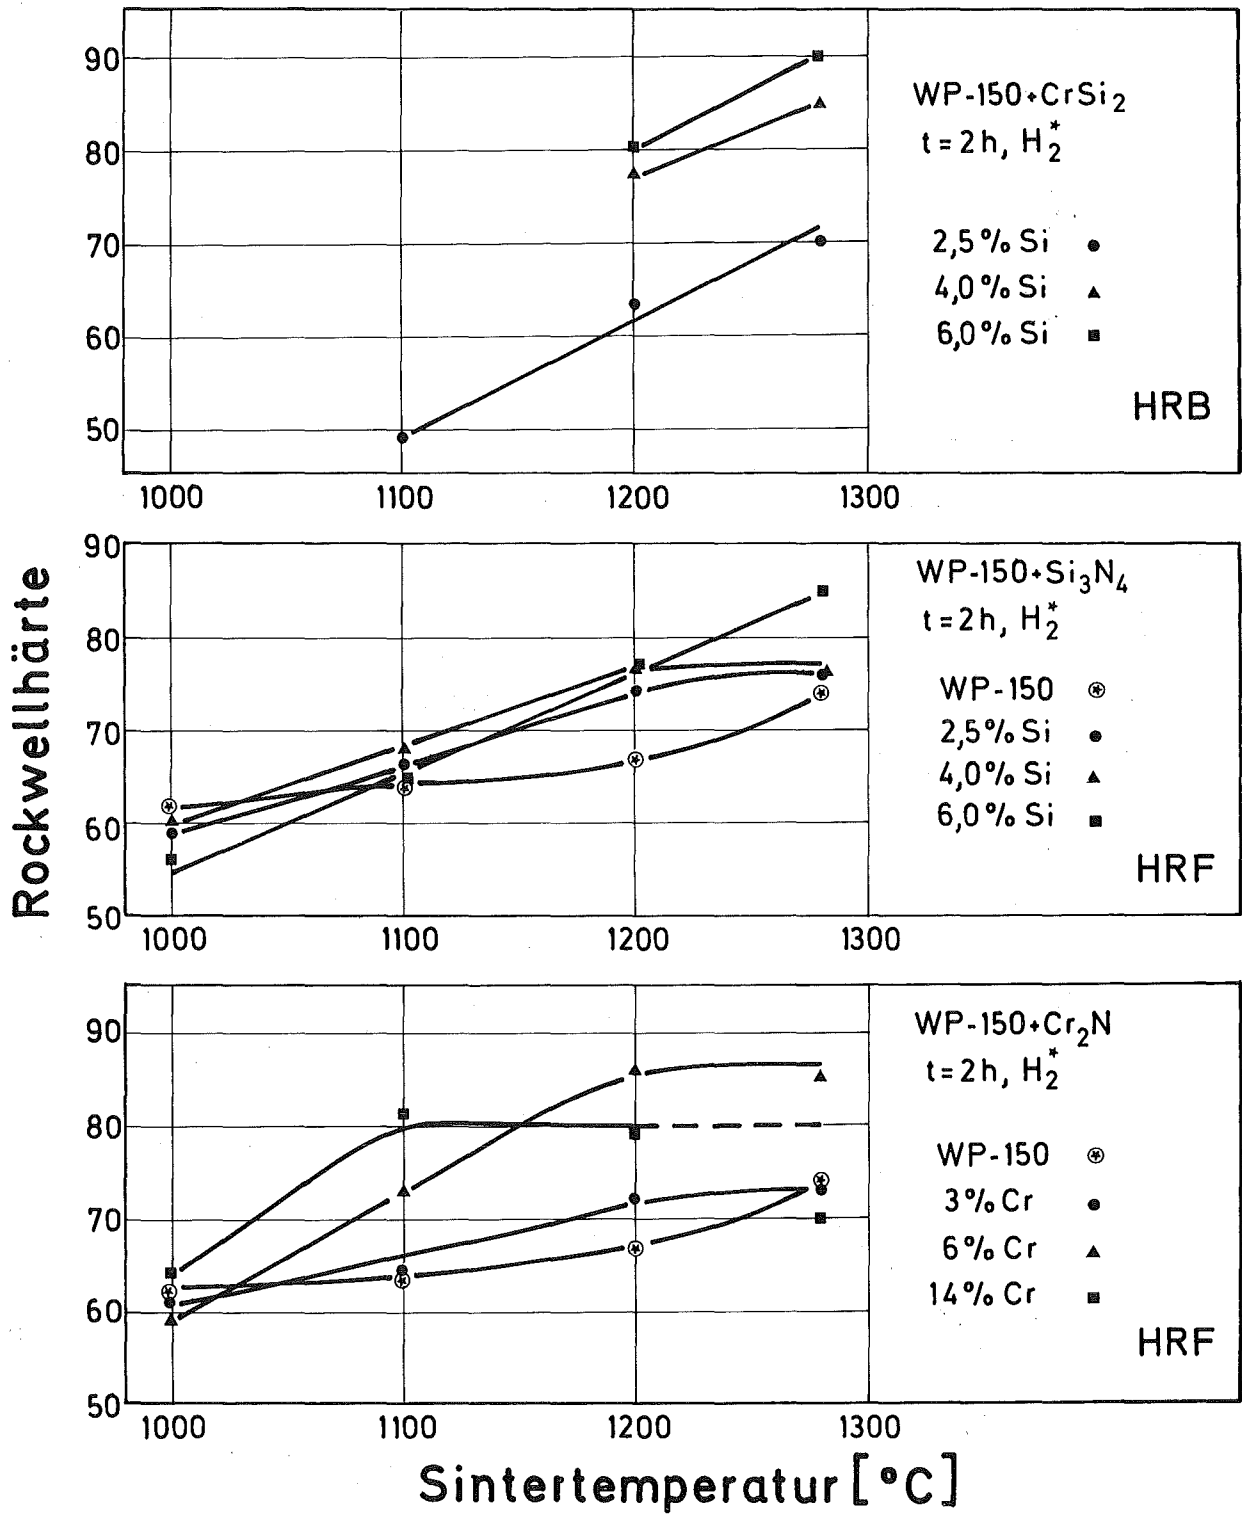 90
80
70
60
50
1000 1100 1200 1300
WP-150+CrSi₂
t = 2h, H₂*
2,5% Si
4,0% Si
6,0% Si
HRB
Rockwellhärte
90
80
70
60
50
1000 1100 1200 1300
WP-150+Si₃N₄
t = 2h, H₂*
WP-150
2,5% Si
4,0% Si
6,0% Si
HRF
90
80
70
60
50
1000 1100 1200 1300
WP-150+Cr₂N
t = 2h, H₂*
WP-150
3% Cr
6% Cr
14% Cr
HRF
Sintertemperatur [°C]